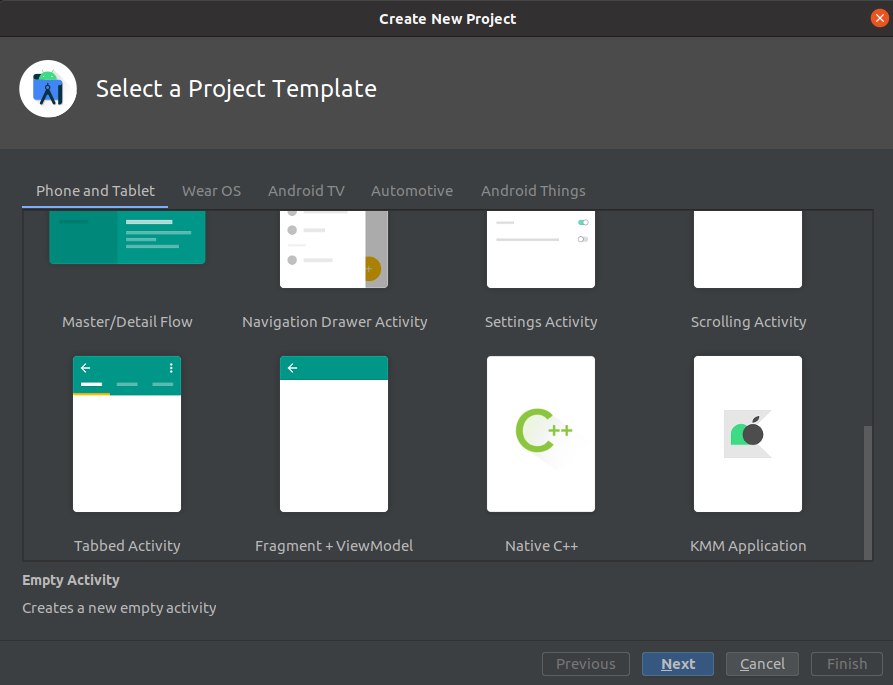 Create New Project
Select a Project Template
Phone and Tablet Wear OS Android TV Automotive Android Things
Master/Detail Flow Navigation Drawer Activity Settings Activity Scrolling Activity
C++
Tabbed Activity Fragment + ViewModel Native C++ KMM Application
Empty Activity
Creates a new empty activity
Previous Next Cancel Finish